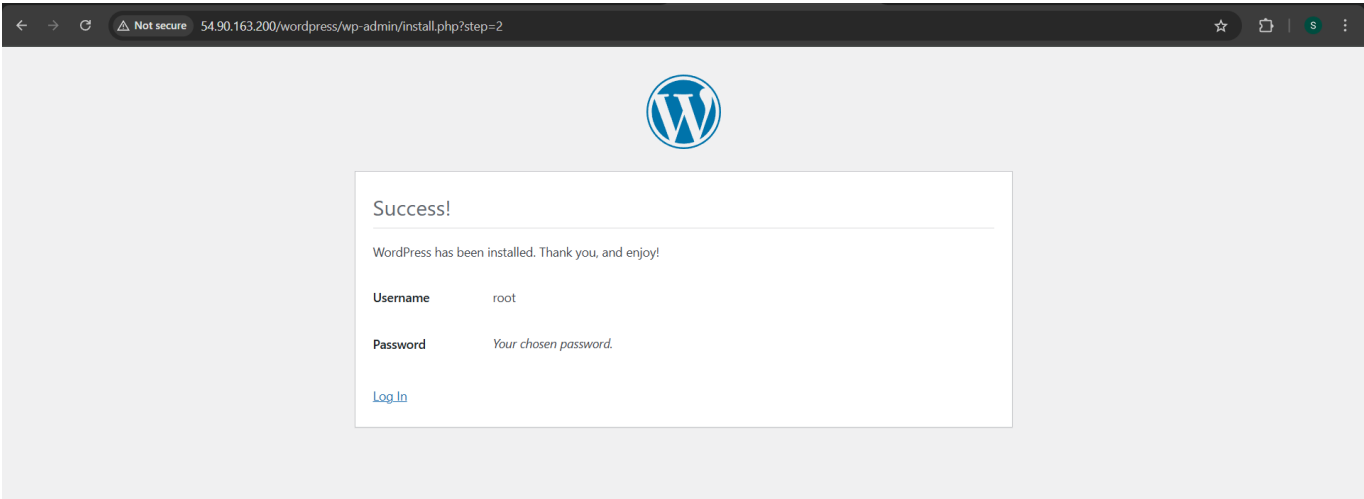 Not secure 54.90.163.200/wordpress/wp-admin/install.php?step=2
S
W
Success!
WordPress has been installed. Thank you, and enjoy!
Username root
Password Your chosen password.
Log In